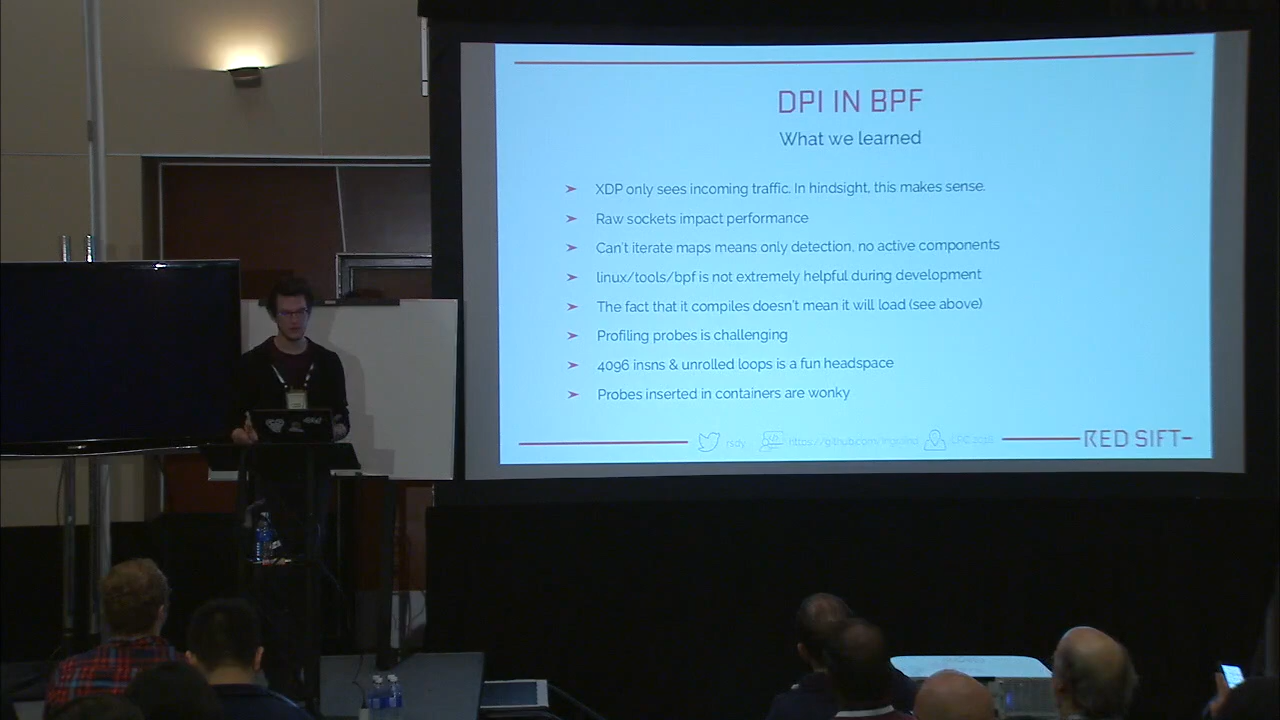 DPI IN BPF
What we learned
➤ XDP only sees incoming traffic. In hindsight, this makes sense.
➤ Raw sockets impact performance
➤ Can't iterate maps means only detection, no active components
➤ linux/tools/bpf is not extremely helpful during development
➤ The fact that it compiles doesn't mean it will load (see above)
➤ Profiling probes is challenging
➤ 4096 insns & unrolled loops is a fun headspace
➤ Probes inserted in containers are wonky
rsdy LPC 2018 RED SIFT